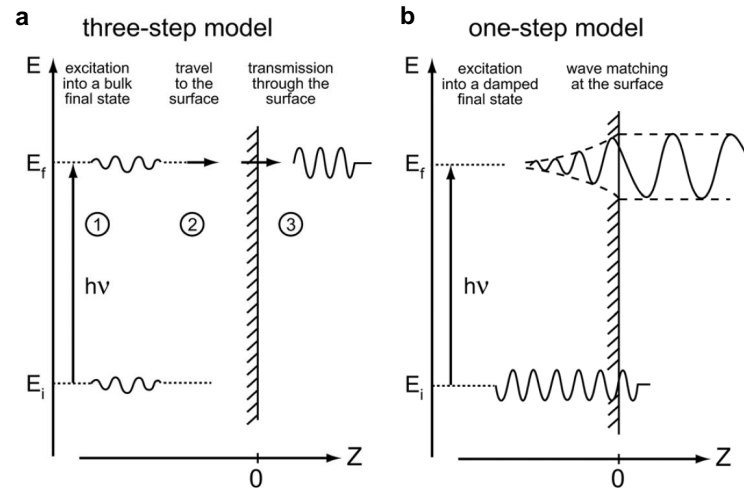 a
three-step model
E
excitation
into a bulk
final state
travel
to the
surface
transmission
through the
surface
E_f
1
2
3
hν
E_i
Z
0
b
one-step model
E
excitation
into a damped
final state
wave matching
at the surface
E_f
hν
E_i
Z
0